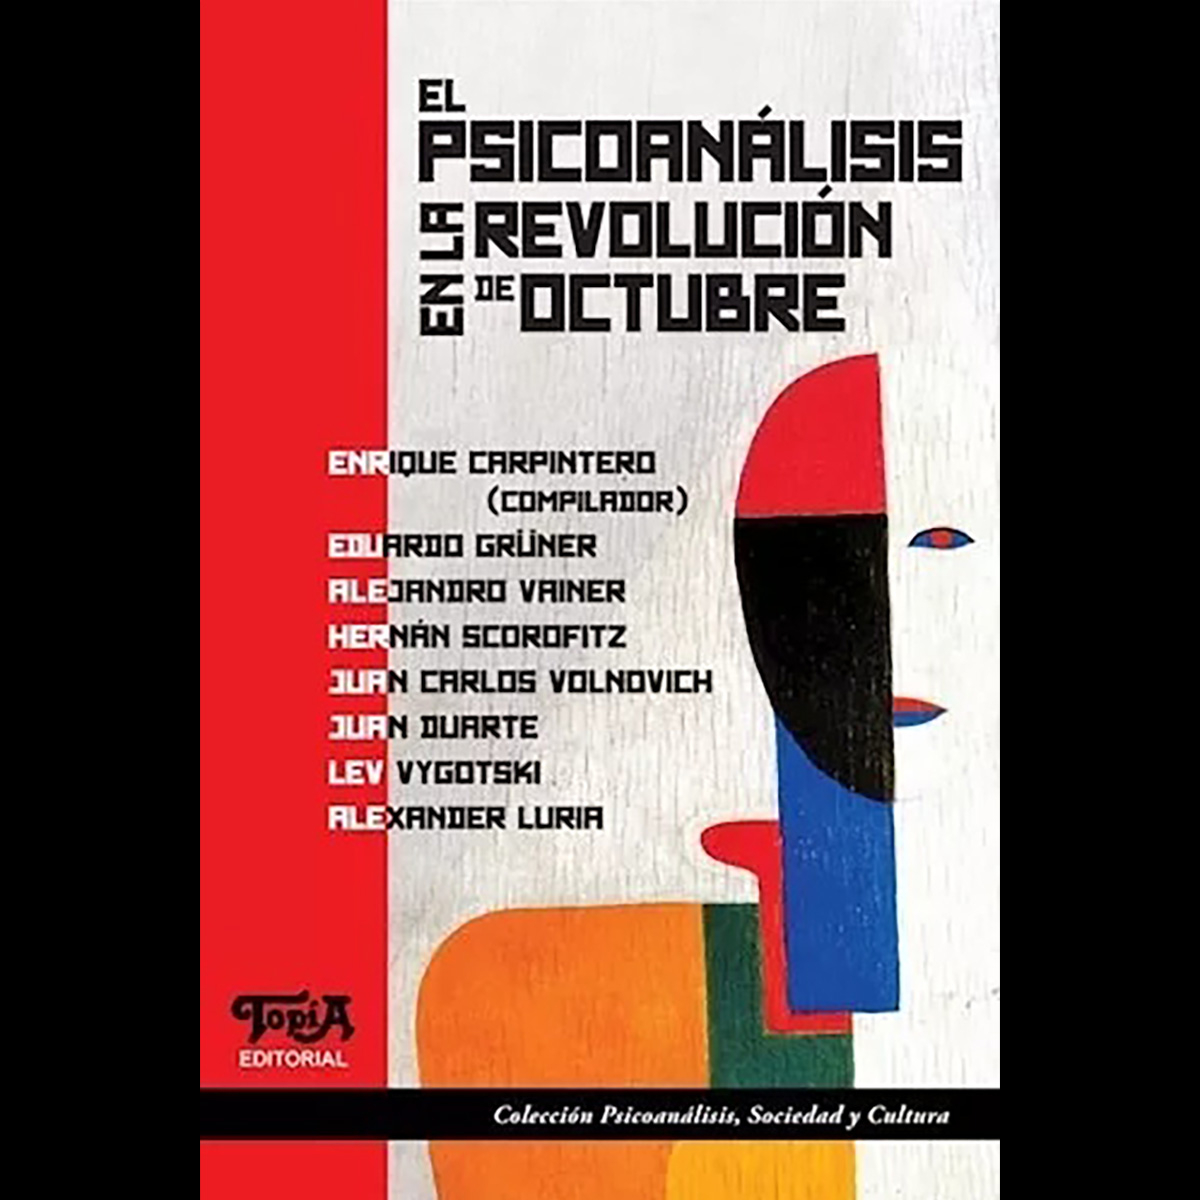 EL
PSICOANÁLISIS
EN LA REVOLUCIÓN
DE OCTUBRE
ENRIQUE CARPINTERO
(COMPILADOR)
EDUARDO GRÜNER
ALEJANDRO VAINER
HERNÁN SCOROFITZ
JUAN CARLOS VOLNOVICH
JUAN DUARTE
LEV VYGOTSKI
ALEXANDER LURIA
TopíA
EDITORIAL
Colección Psicoanálisis, Sociedad y Cultura